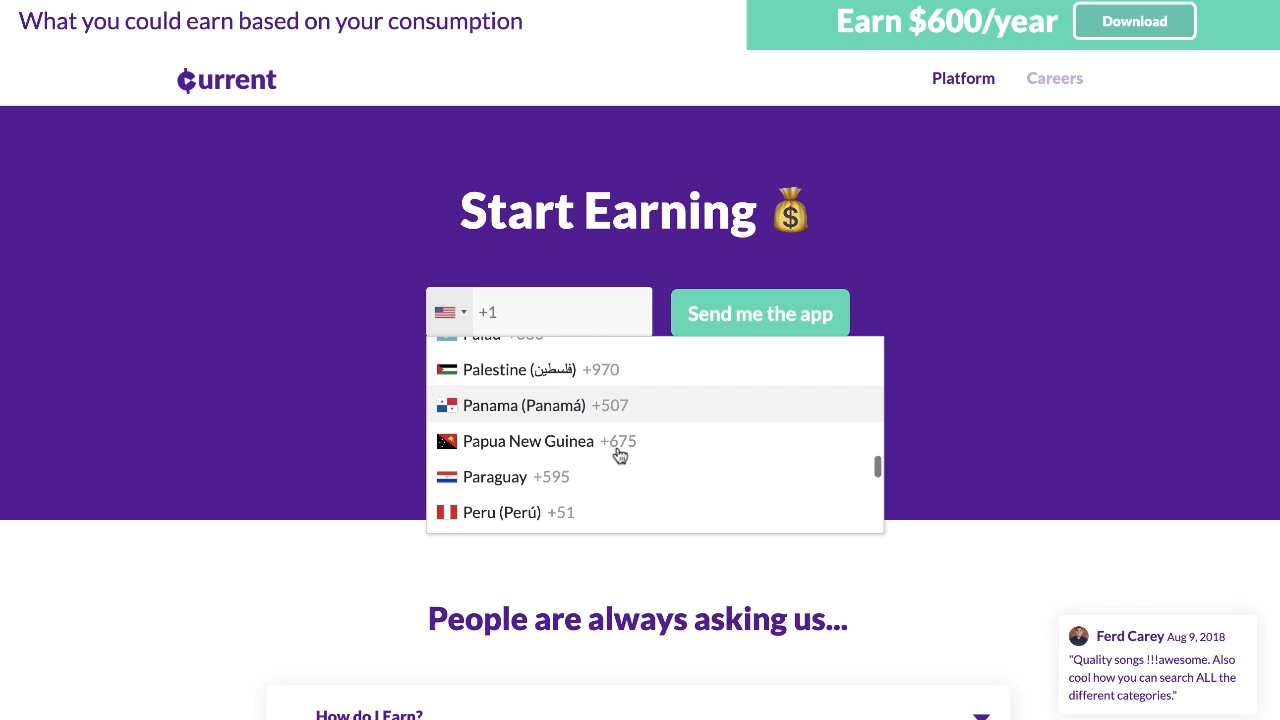 What you could earn based on your consumption
Earn $600/year
Download
¢urrent
Platform
Careers
Start Earning 💰
+1
Send me the app
Palau +680
Palestine (‫فلسطين‬‎) +970
Panama (Panamá) +507
Papua New Guinea +675
Paraguay +595
Peru (Perú) +51
People are always asking us...
Ferd Carey Aug 9, 2018
"Quality songs !!!awesome. Also
cool how you can search ALL the
different categories."
How do I Earn?